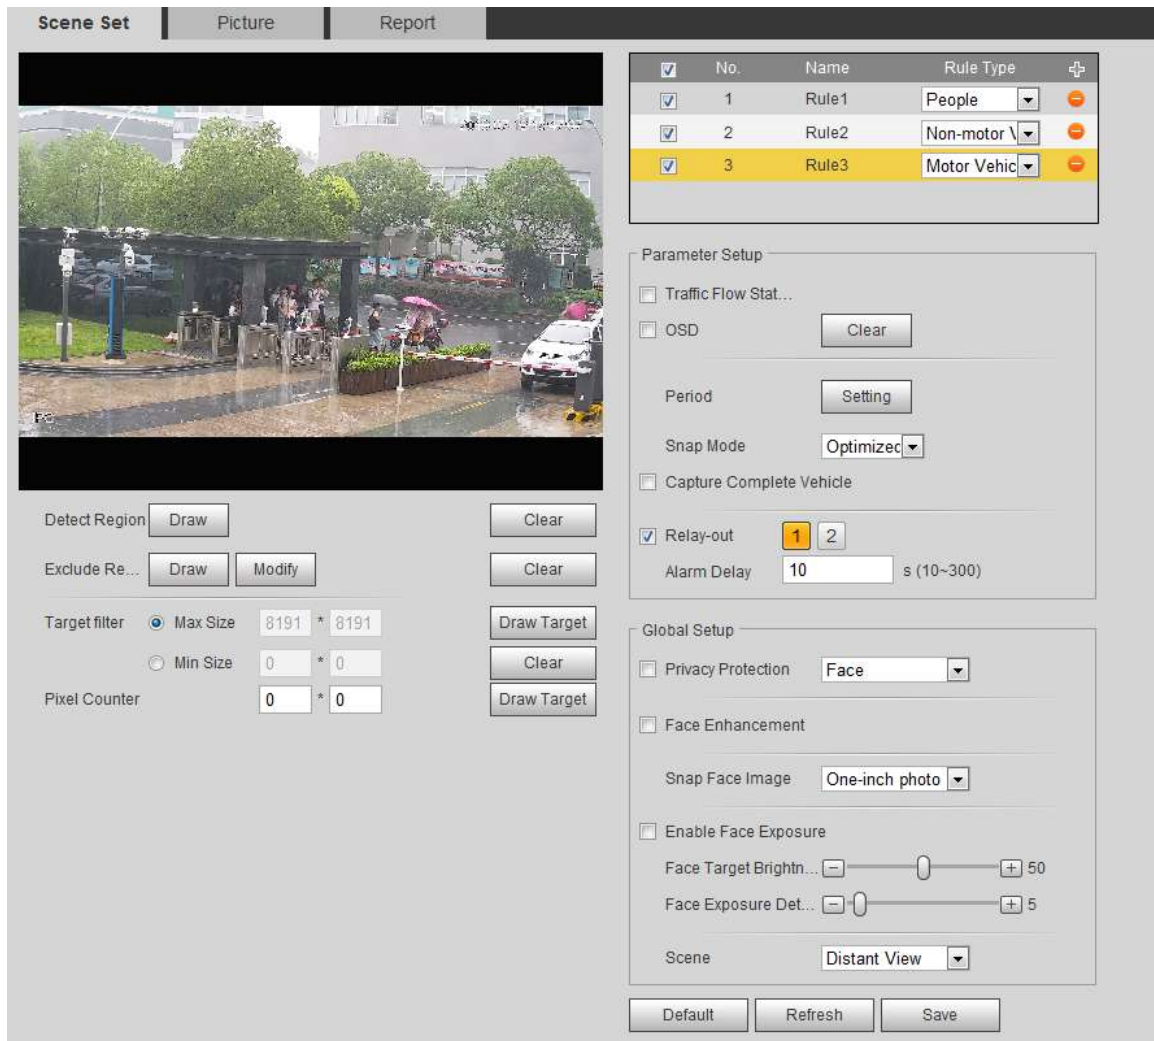 Scene Set Picture Report
No. Name Rule Type
1 Rule1 People
2 Rule2 Non-motor V
3 Rule3 Motor Vehic
Parameter Setup
Traffic Flow Stat...
OSD Clear
Period Setting
Snap Mode Optimized
Capture Complete Vehicle
Relay-out 1 2
Alarm Delay 10 s (10~300)
Detect Region Draw Clear
Exclude Re... Draw Modify Clear
Target filter Max Size 8191 * 8191 Draw Target
Min Size 0 * 0 Clear
Pixel Counter 0 * 0 Draw Target
Global Setup
Privacy Protection Face
Face Enhancement
Snap Face Image One-inch photo
Enable Face Exposure
Face Target Brightn... 50
Face Exposure Det... 5
Scene Distant View
Default Refresh Save